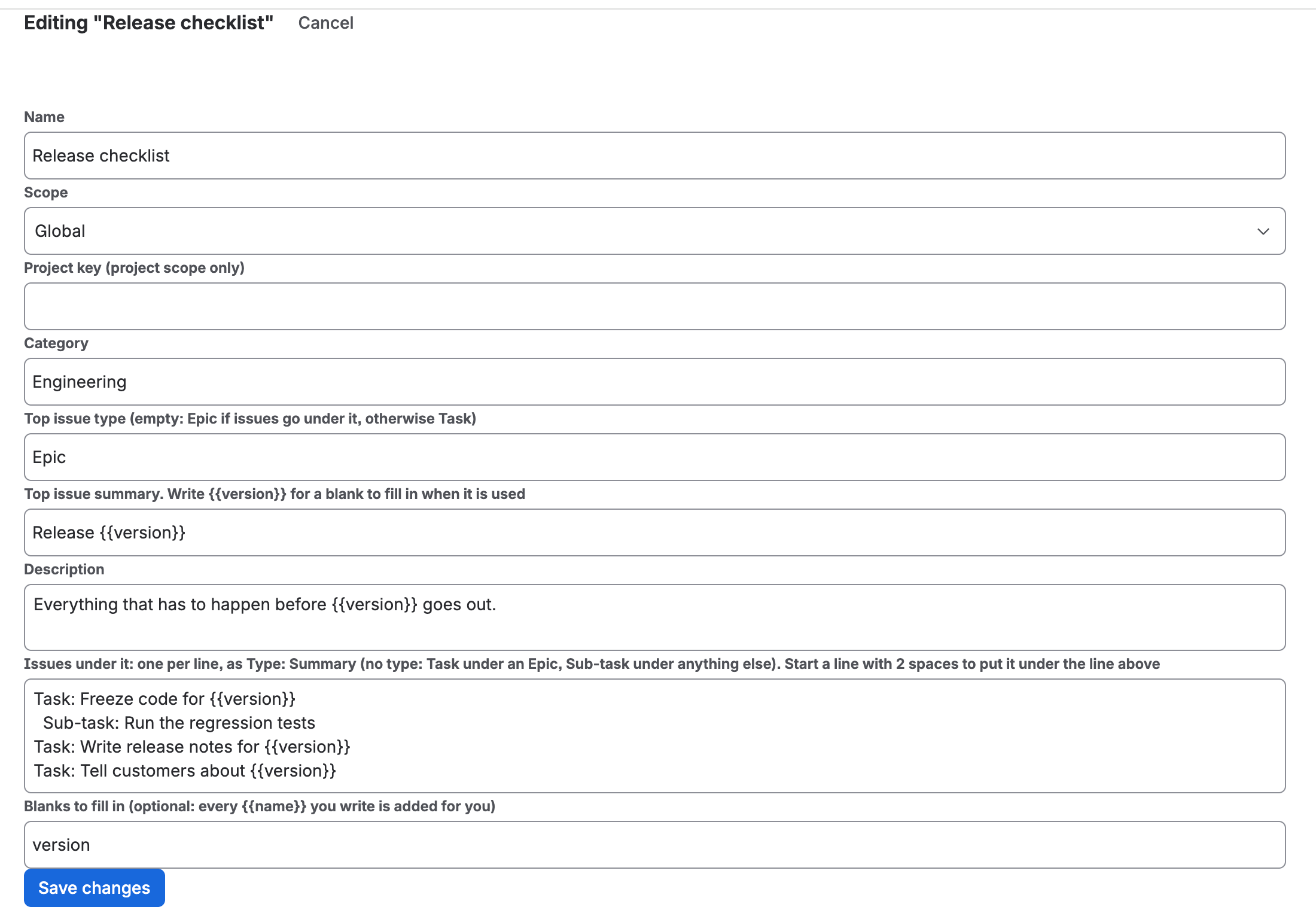 Editing "Release checklist" Cancel
Name
Release checklist
Scope
Global
Project key (project scope only)
Category
Engineering
Top issue type (empty: Epic if issues go under it, otherwise Task)
Epic
Top issue summary. Write {{version}} for a blank to fill in when it is used
Release {{version}}
Description
Everything that has to happen before {{version}} goes out.
Issues under it: one per line, as Type: Summary (no type: Task under an Epic, Sub-task under anything else). Start a line with 2 spaces to put it under the line above
Task: Freeze code for {{version}}
  Sub-task: Run the regression tests
Task: Write release notes for {{version}}
Task: Tell customers about {{version}}
Blanks to fill in (optional: every {{name}} you write is added for you)
version
Save changes